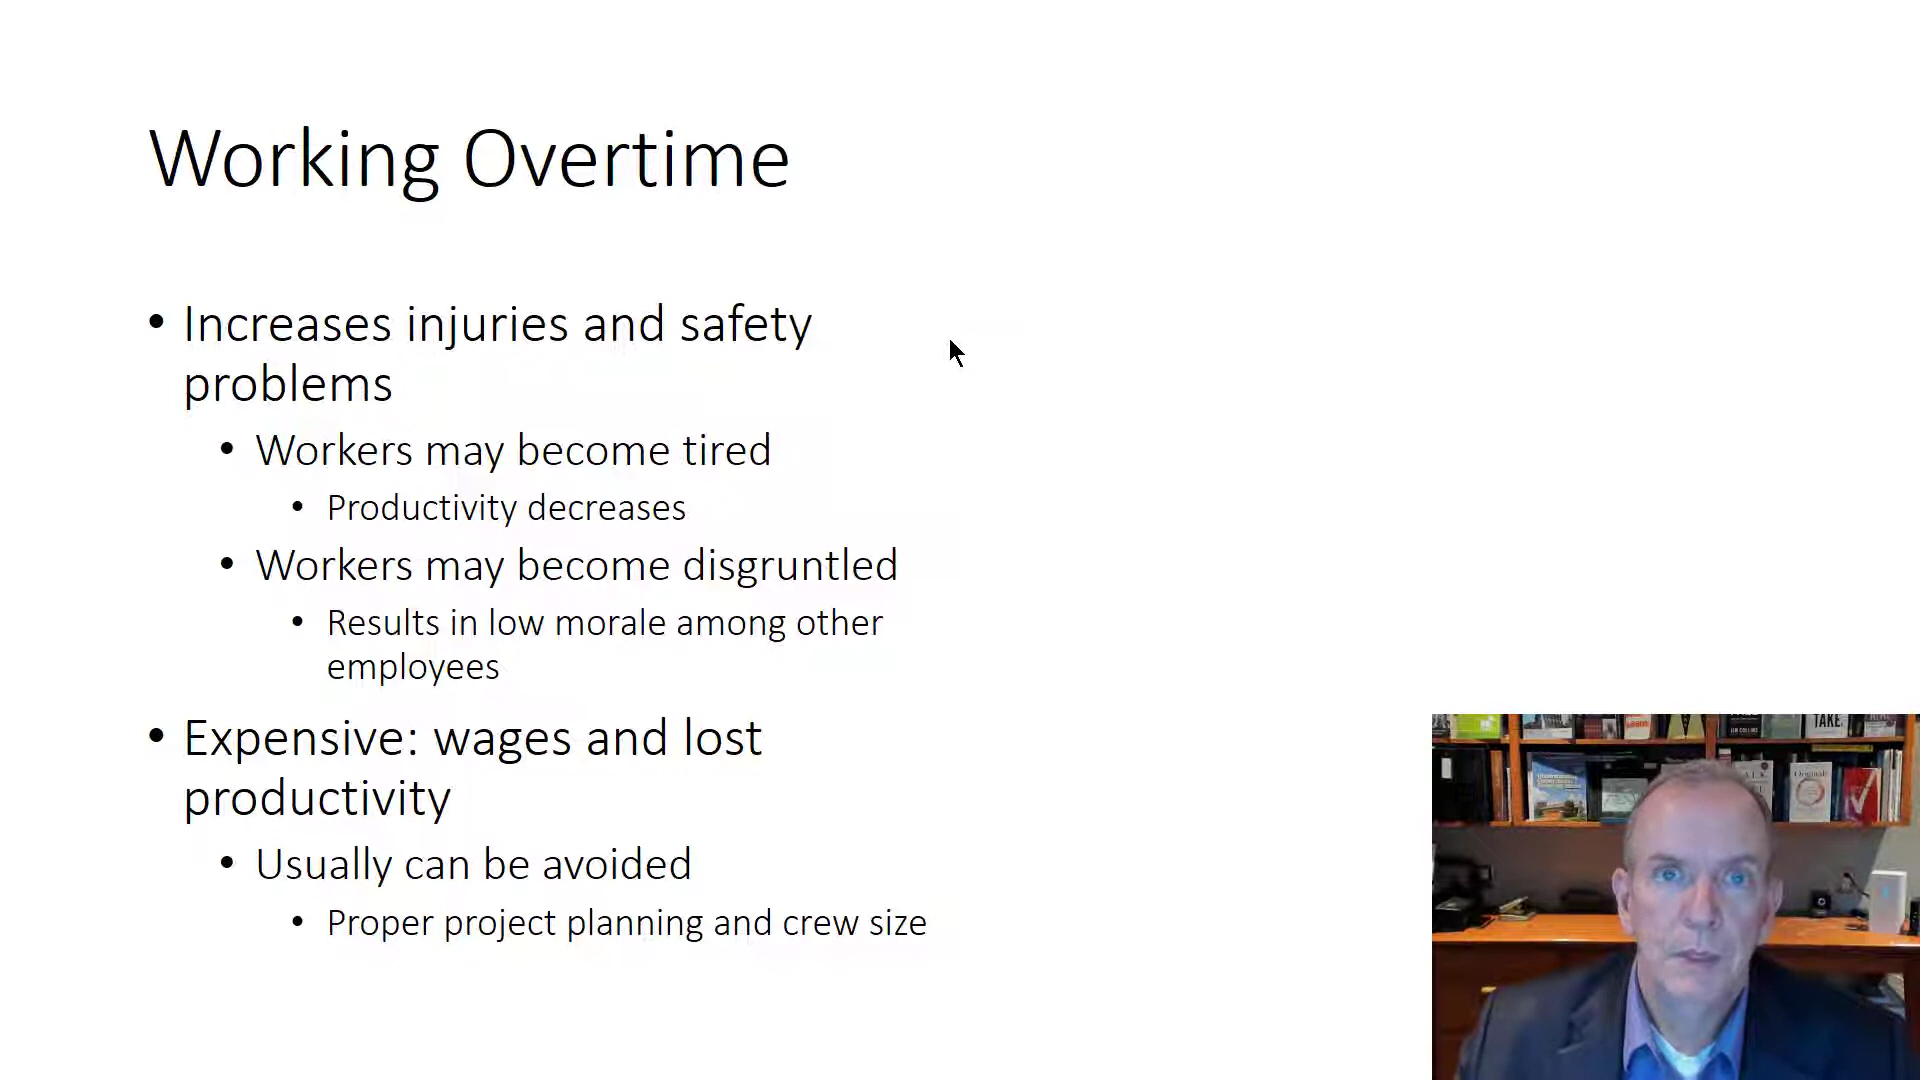 Working Overtime
• Increases injuries and safety
problems
• Workers may become tired
• Productivity decreases
• Workers may become disgruntled
• Results in low morale among other
employees
• Expensive: wages and lost
productivity
• Usually can be avoided
• Proper project planning and crew size
TAKE